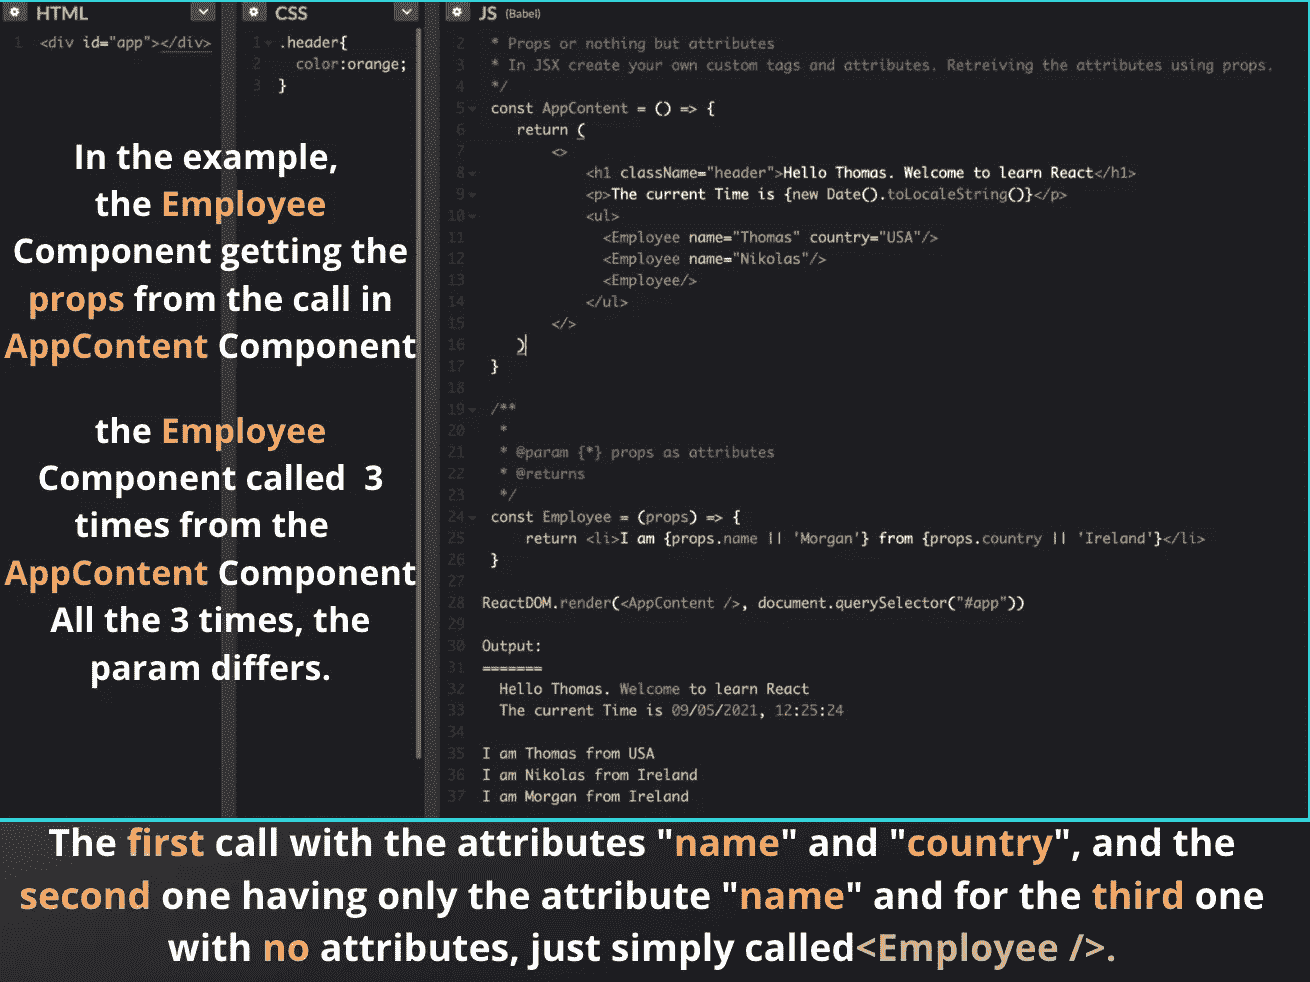 HTML
1 <div id="app"></div>
CSS
1 .header{
2 color:orange;
3 }
JS (Babel)
2 * Props or nothing but attributes
3 * In JSX create your own custom tags and attributes. Retreiving the attributes using props.
4 */
5 const AppContent = () => {
6 return (
7 <>
8 <h1 className="header">Hello Thomas. Welcome to learn React</h1>
9 <p>The current Time is {new Date().toLocaleString()}</p>
10 <ul>
11 <Employee name="Thomas" country="USA"/>
12 <Employee name="Nikolas"/>
13 <Employee/>
14 </ul>
15 </>
16 )
17 }
18
19 /**
20 *
21 * @param {*} props as attributes
22 * @returns
23 */
24 const Employee = (props) => {
25 return <li>I am {props.name || 'Morgan'} from {props.country || 'Ireland'}</li>
26 }
27
28 ReactDOM.render(<AppContent />, document.querySelector("#app"))
29
30 Output:
31 =======
32 Hello Thomas. Welcome to learn React
33 The current Time is 09/05/2021, 12:25:24
34
35 I am Thomas from USA
36 I am Nikolas from Ireland
37 I am Morgan from Ireland
In the example,
the Employee
Component getting the
props from the call in
AppContent Component
the Employee
Component called 3
times from the
AppContent Component
All the 3 times, the
param differs.
The first call with the attributes "name" and "country", and the
second one having only the attribute "name" and for the third one
with no attributes, just simply called<Employee />.